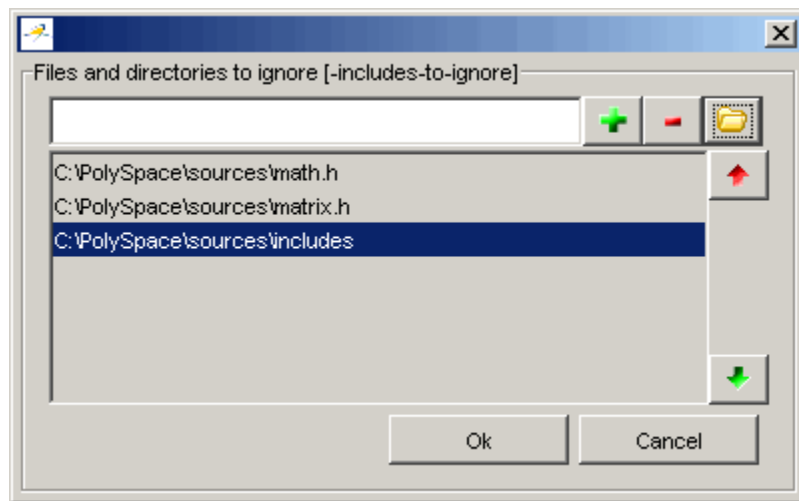 Files and directories to ignore [-includes-to-ignore]
C:\PolySpace\sources\math.h
C:\PolySpace\sources\matrix.h
C:\PolySpace\sources\includes
Ok
Cancel